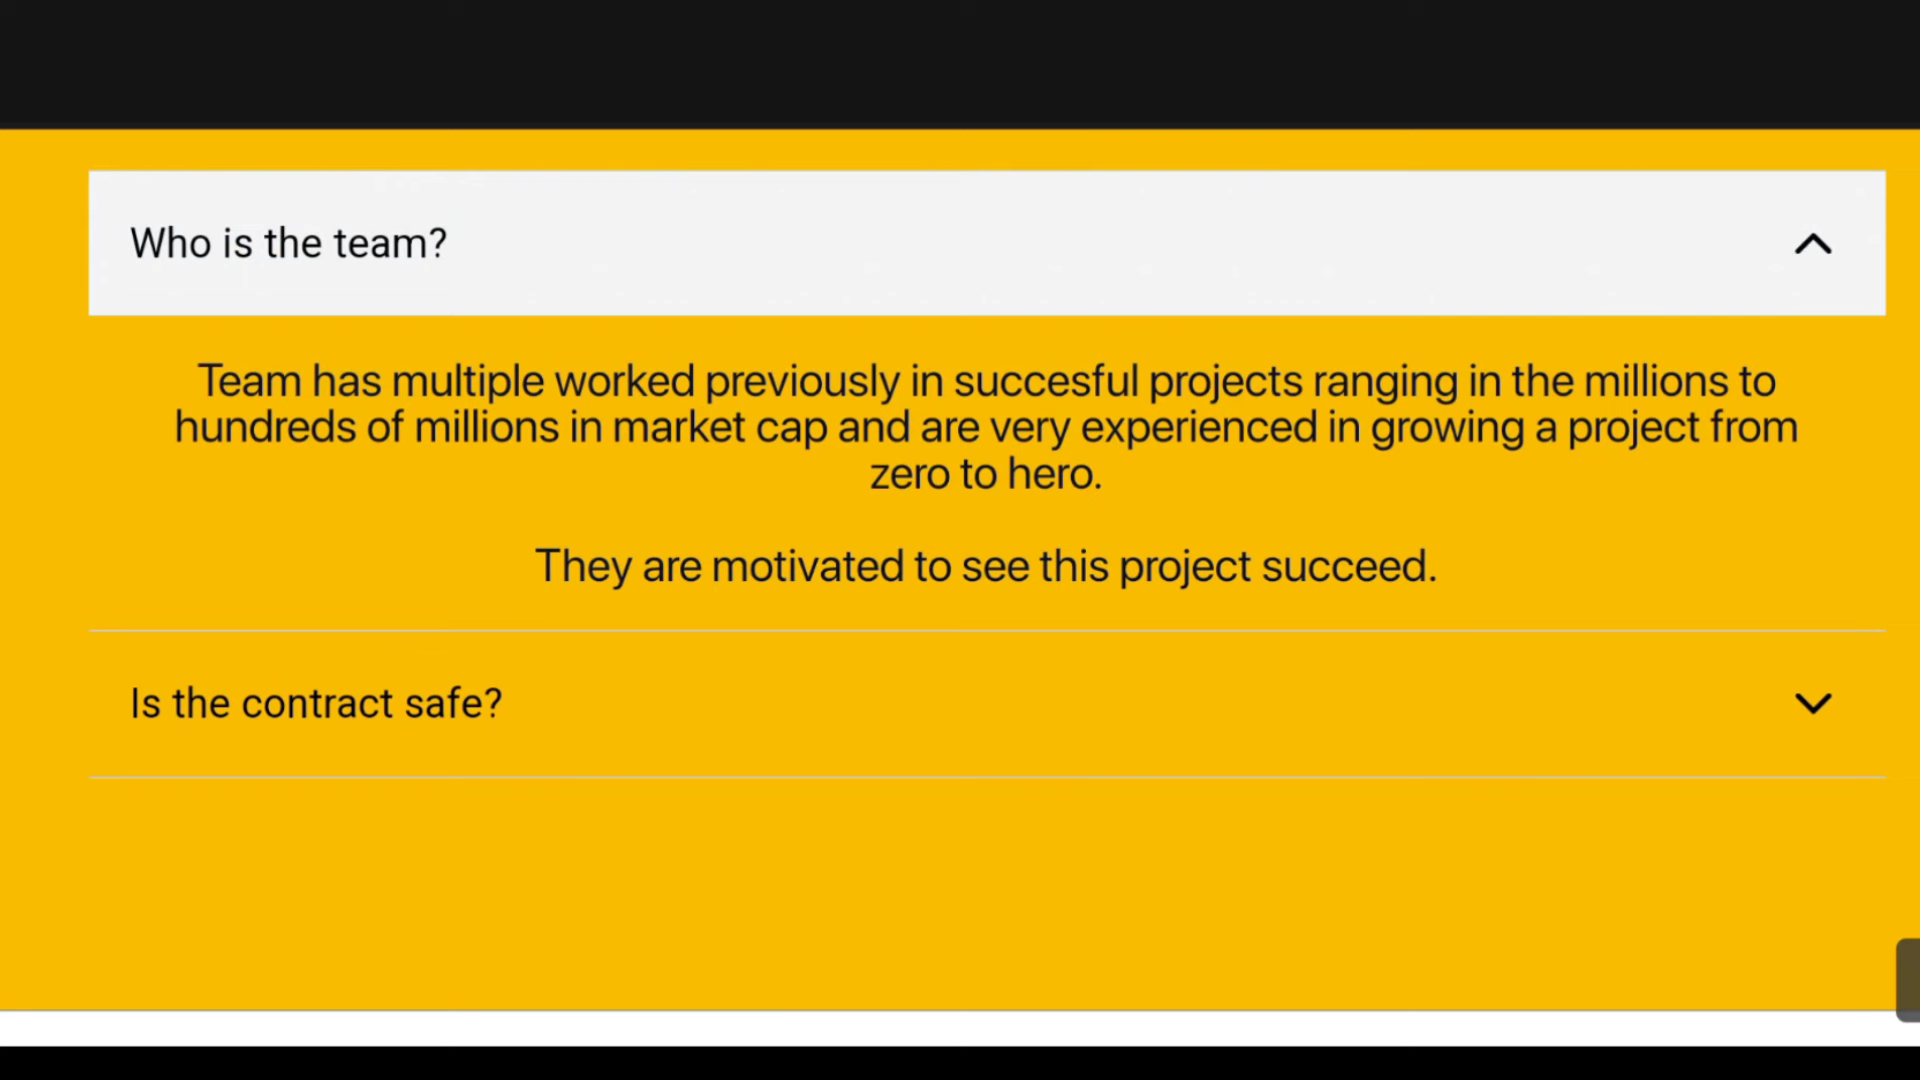 Who is the team?
Team has multiple worked previously in succesful projects ranging in the millions to
hundreds of millions in market cap and are very experienced in growing a project from
zero to hero.
They are motivated to see this project succeed.
Is the contract safe?